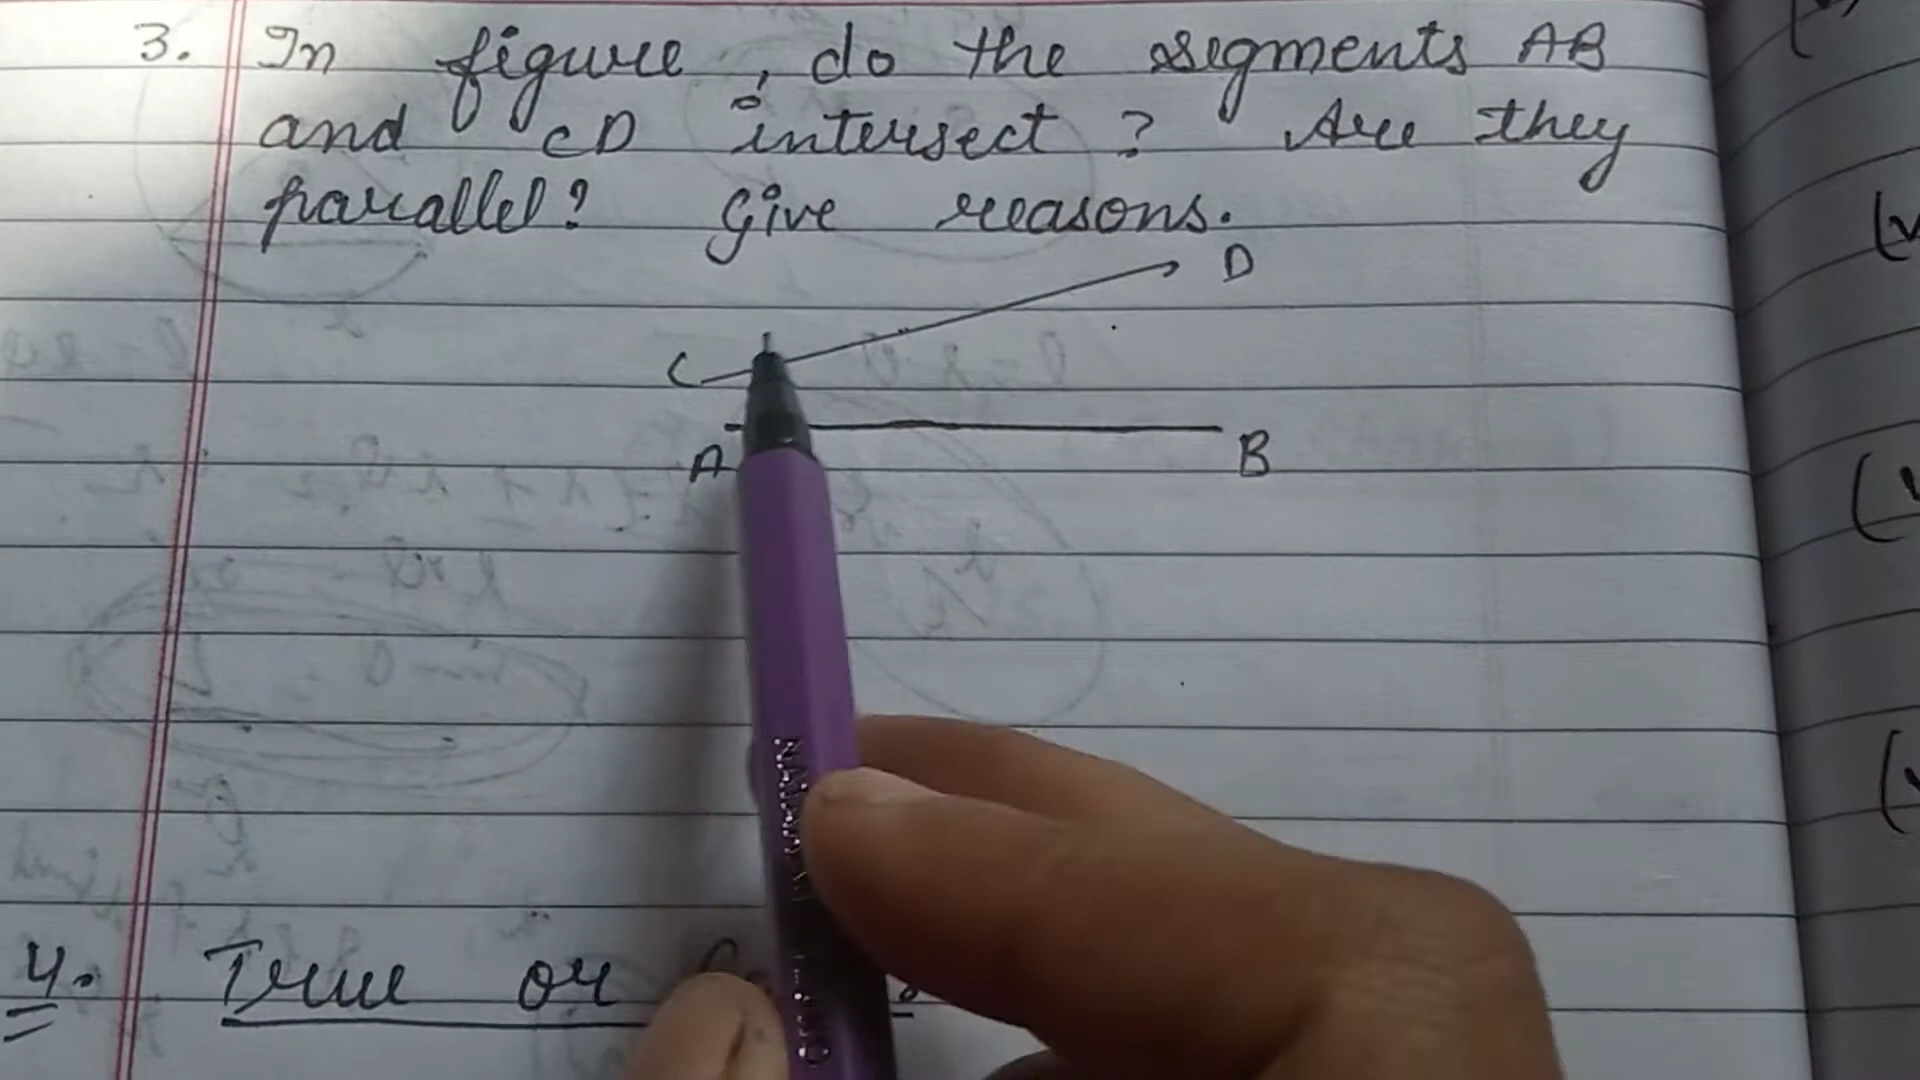 3. In figure, do the segments AB
and CD intersect? Are they
parallel? Give reasons.
D
C
A
B
4. True or